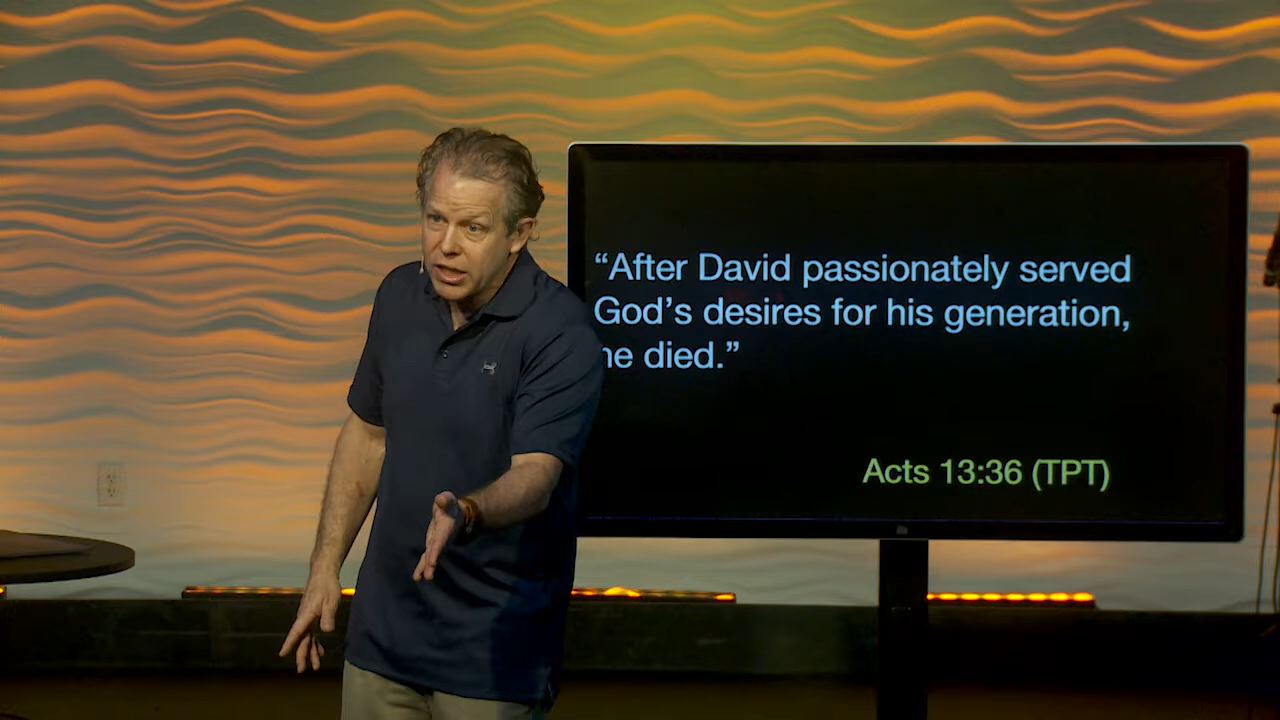 “After David passionately served
God’s desires for his generation,
he died.”
Acts 13:36 (TPT)